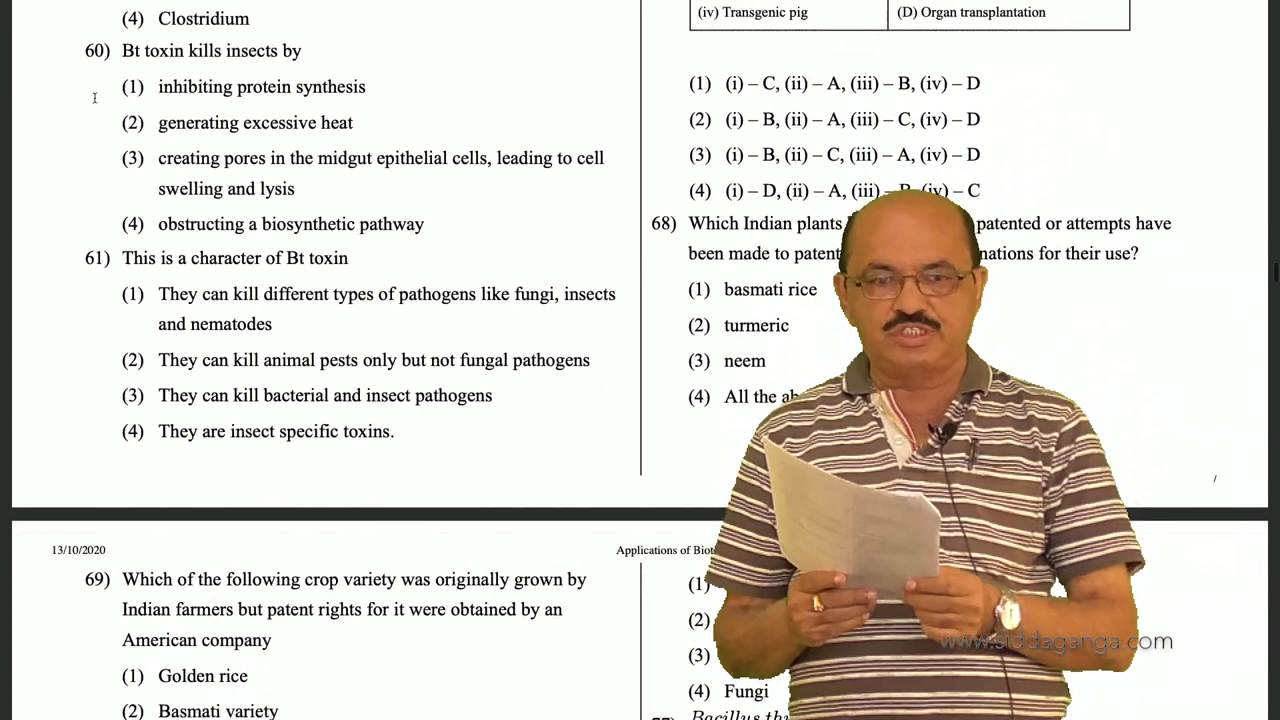 (4) Clostridium
60) Bt toxin kills insects by
(1) inhibiting protein synthesis
(2) generating excessive heat
(3) creating pores in the midgut epithelial cells, leading to cell
swelling and lysis
(4) obstructing a biosynthetic pathway
61) This is a character of Bt toxin
(1) They can kill different types of pathogens like fungi, insects
and nematodes
(2) They can kill animal pests only but not fungal pathogens
(3) They can kill bacterial and insect pathogens
(4) They are insect specific toxins.
(iv) Transgenic pig (D) Organ transplantation
(1) (i) – C, (ii) – A, (iii) – B, (iv) – D
(2) (i) – B, (ii) – A, (iii) – C, (iv) – D
(3) (i) – B, (ii) – C, (iii) – A, (iv) – D
(4) (i) – D, (ii) – A, (iii) – (iv) – C
68) Which Indian plants patented or attempts have
been made to patent nations for their use?
(1) basmati rice
(2) turmeric
(3) neem
(4) All the
/
13/10/2020
Applications of
69) Which of the following crop variety was originally grown by
Indian farmers but patent rights for it were obtained by an
American company
(1) Golden rice
(2) Basmati variety
(1)
(2)
(3)
(4) Fungi
Bacillus
www.siddaganga.com